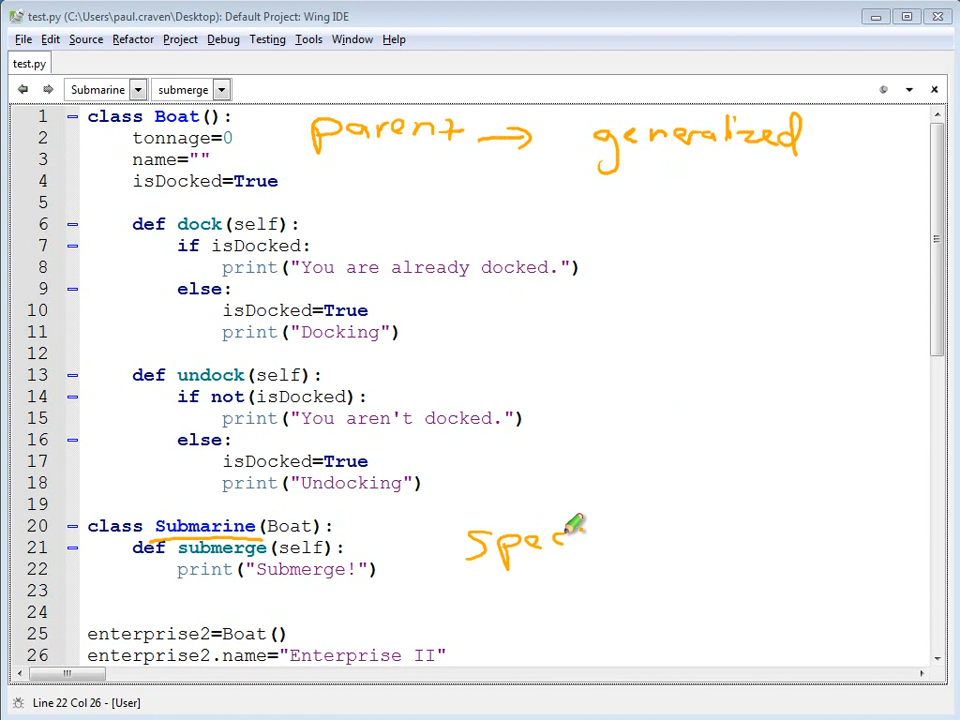 test.py (C:\Users\paul.craven\Desktop): Default Project: Wing IDE
File Edit Source Refactor Project Debug Testing Tools Window Help
test.py
Submarine submerge
1 class Boat():
2 tonnage=0
3 name=""
4 isDocked=True
parent → generalized
5
6 def dock(self):
7 if isDocked:
8 print("You are already docked.")
9 else:
10 isDocked=True
11 print("Docking")
12
13 def undock(self):
14 if not(isDocked):
15 print("You aren't docked.")
16 else:
17 isDocked=True
18 print("Undocking")
19
20 class Submarine(Boat):
21 def submerge(self):
spec
22 print("Submerge!")
23
24
25 enterprise2=Boat()
26 enterprise2.name="Enterprise II"
Line 22 Col 26 - [User]